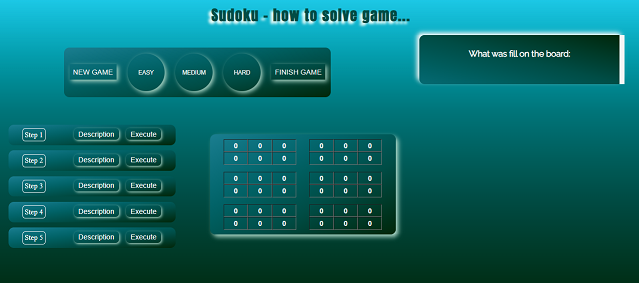 Sudoku - how to solve game...
What was fill on the board:
NEW GAME EASY MEDIUM HARD FINISH GAME
Step 1 Description Execute
Step 2 Description Execute
Step 3 Description Execute
Step 4 Description Execute
Step 5 Description Execute
0 0 0 0 0 0
0 0 0 0 0 0
0 0 0 0 0 0
0 0 0 0 0 0
0 0 0 0 0 0
0 0 0 0 0 0